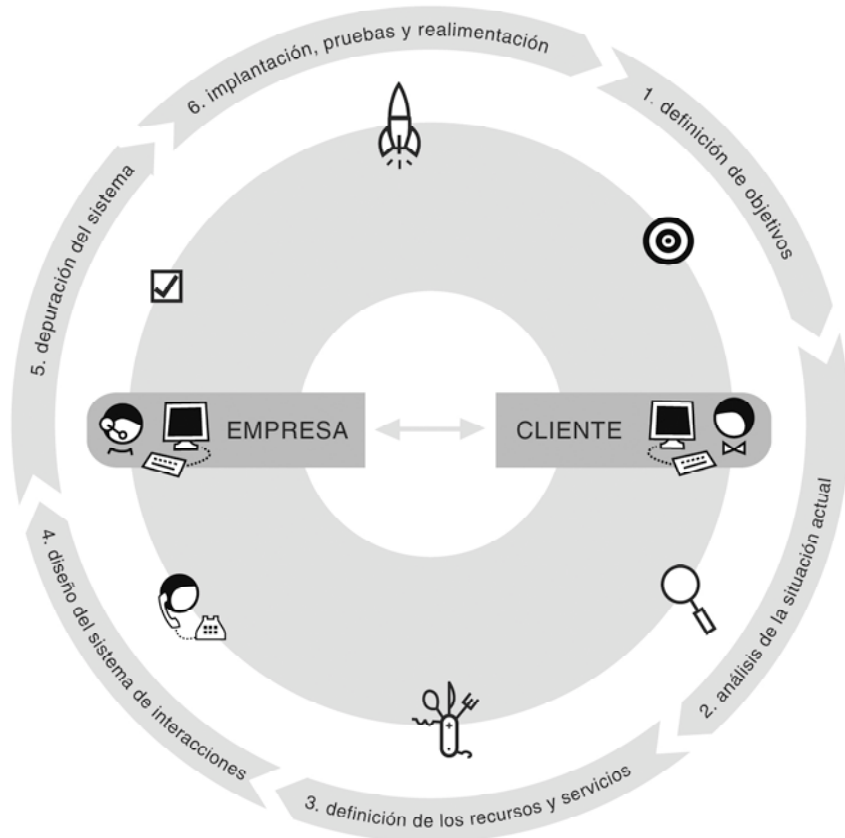 6. implantación, pruebas y realimentación
1. definición de objetivos
5. depuración del sistema
EMPRESA
CLIENTE
2. análisis de la situación actual
4. diseño del sistema de interacciones
3. definición de los recursos y servicios